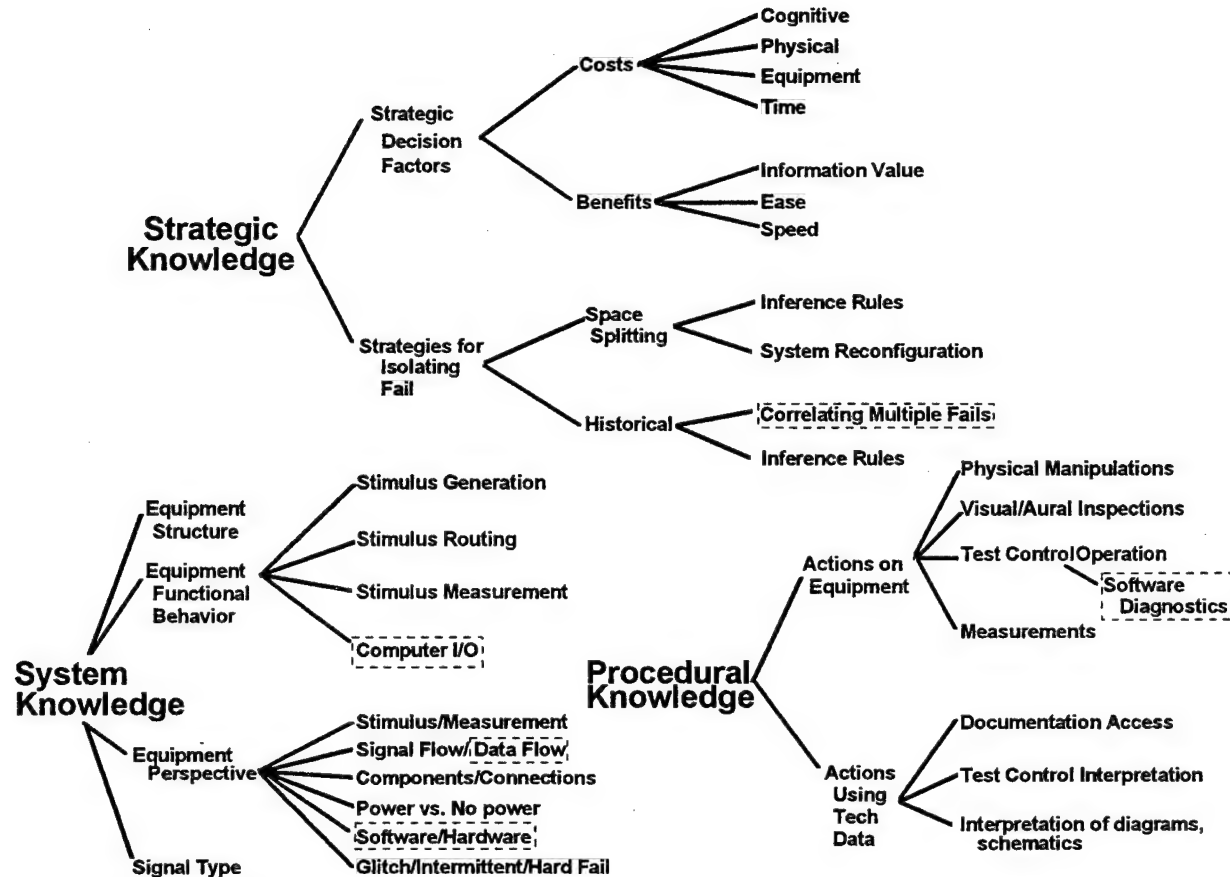 Strategic
Knowledge
Strategic
Decision
Factors
Costs
Cognitive
Physical
Equipment
Time
Benefits
Information Value
Ease
Speed
Strategies for
Isolating
Fail
Space
Splitting
Inference Rules
System Reconfiguration
Historical
Correlating Multiple Fails
Inference Rules
System
Knowledge
Equipment
Structure
Equipment
Functional
Behavior
Stimulus Generation
Stimulus Routing
Stimulus Measurement
Computer I/O
Equipment
Perspective
Stimulus/Measurement
Signal Flow/ Data Flow
Components/Connections
Power vs. No power
Software/Hardware
Glitch/Intermittent/Hard Fail
Signal Type
Procedural
Knowledge
Actions on
Equipment
Physical Manipulations
Visual/Aural Inspections
Test Control Operation
Software
Diagnostics
Measurements
Actions
Using
Tech
Data
Documentation Access
Test Control Interpretation
Interpretation of diagrams,
schematics